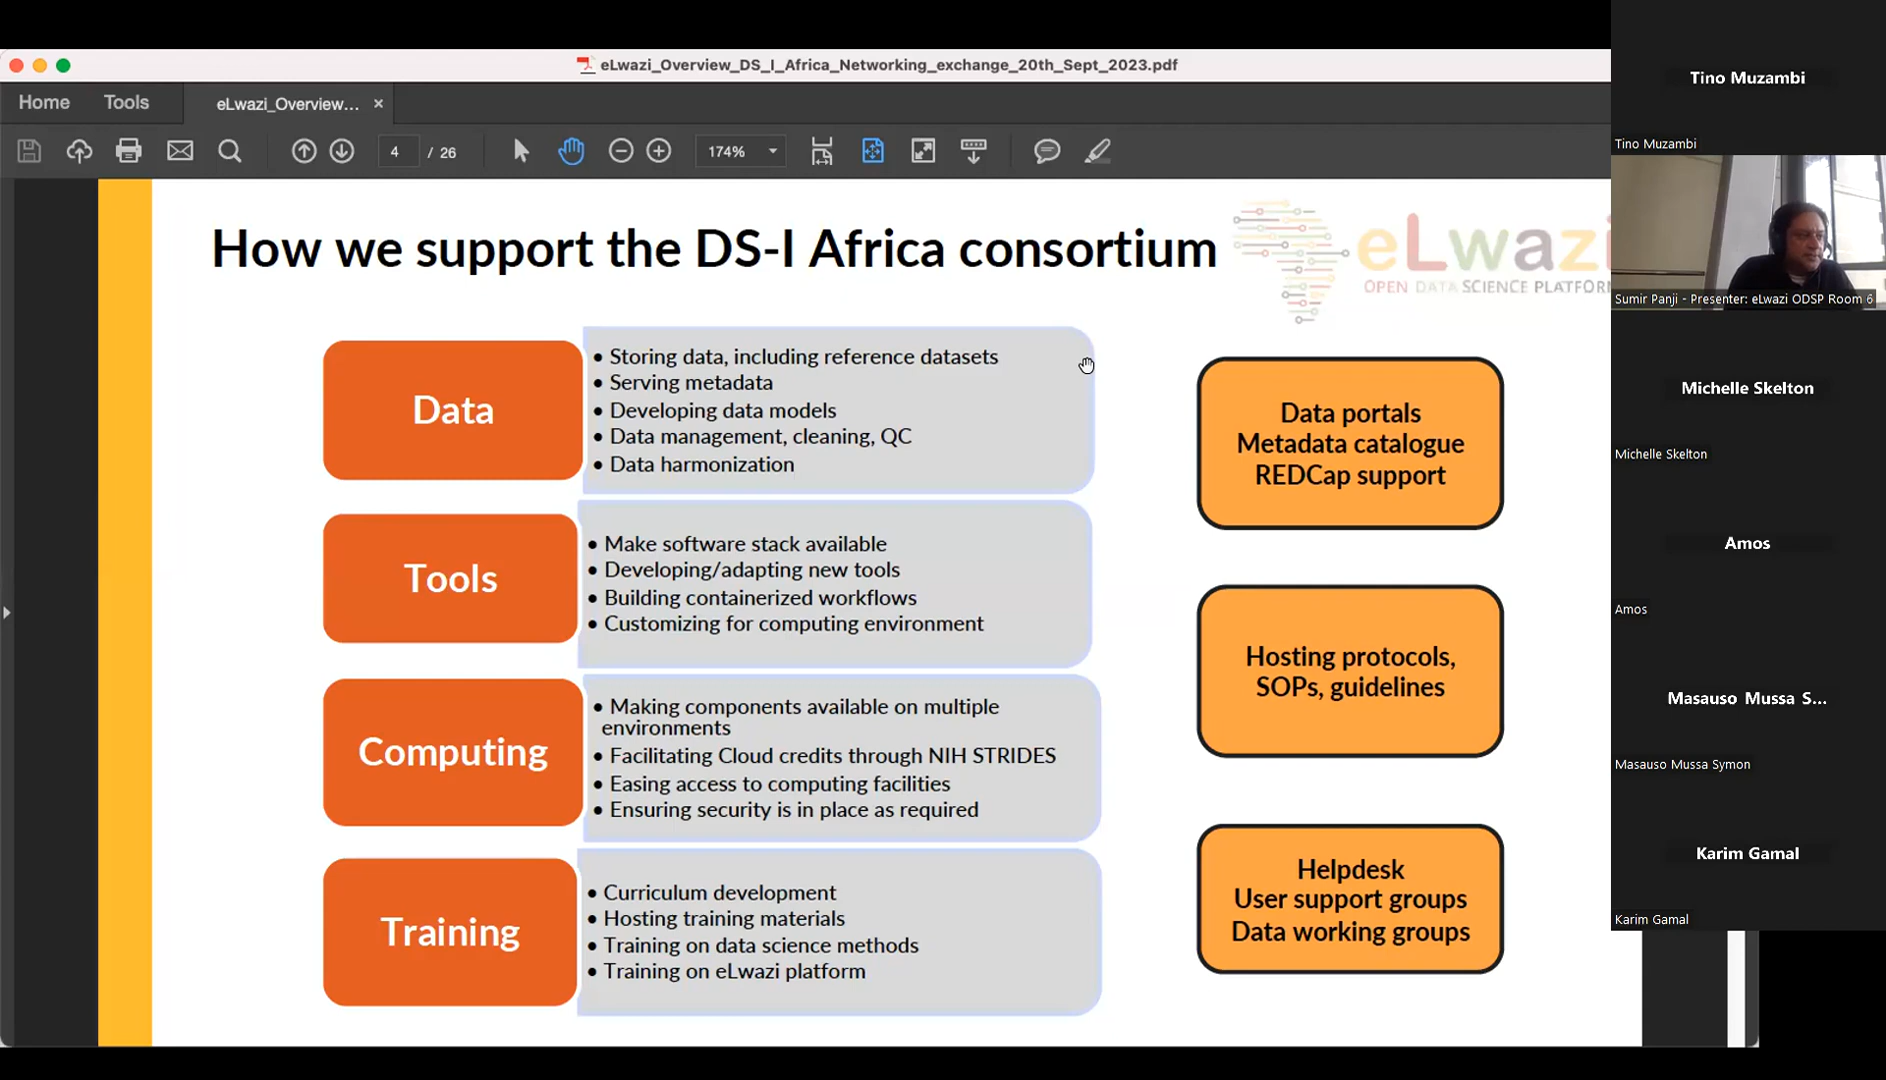 eLwazi_Overview_DS_I_Africa_Networking_exchange_20th_Sept_2023.pdf
Home
Tools
eLwazi_Overview...
4
/ 26
174%
How we support the DS-I Africa consortium
eLwazi
OPEN DATA SCIENCE PLATFORM
Data
• Storing data, including reference datasets
• Serving metadata
• Developing data models
• Data management, cleaning, QC
• Data harmonization
Tools
• Make software stack available
• Developing/adapting new tools
• Building containerized workflows
• Customizing for computing environment
Computing
• Making components available on multiple
environments
• Facilitating Cloud credits through NIH STRIDES
• Easing access to computing facilities
• Ensuring security is in place as required
Training
• Curriculum development
• Hosting training materials
• Training on data science methods
• Training on eLwazi platform
Data portals
Metadata catalogue
REDCap support
Hosting protocols,
SOPs, guidelines
Helpdesk
User support groups
Data working groups
Tino Muzambi
Tino Muzambi
Sumir Panji - Presenter: eLwazi ODSP Room 6
Michelle Skelton
Michelle Skelton
Amos
Amos
Masauso Mussa S...
Masauso Mussa Symon
Karim Gamal
Karim Gamal